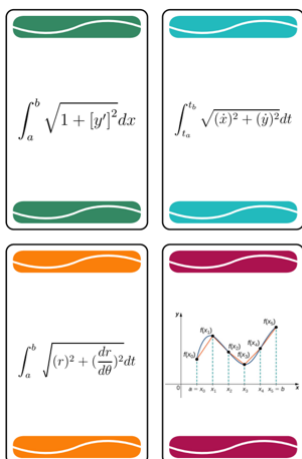 ∫_a^b √(1 + [y′]²) dx
∫_{t_a}^{t_b} √((ẋ)² + (ẏ)²) dt
∫_a^b √((r)² + (dr/dθ)²) dt
y
f(x₅)
f(x₁)
f(x₄)
f(x₂)
f(x₀)
f(x₃)
0 a = x₀ x₁ x₂ x₃ x₄ x₅ = b x